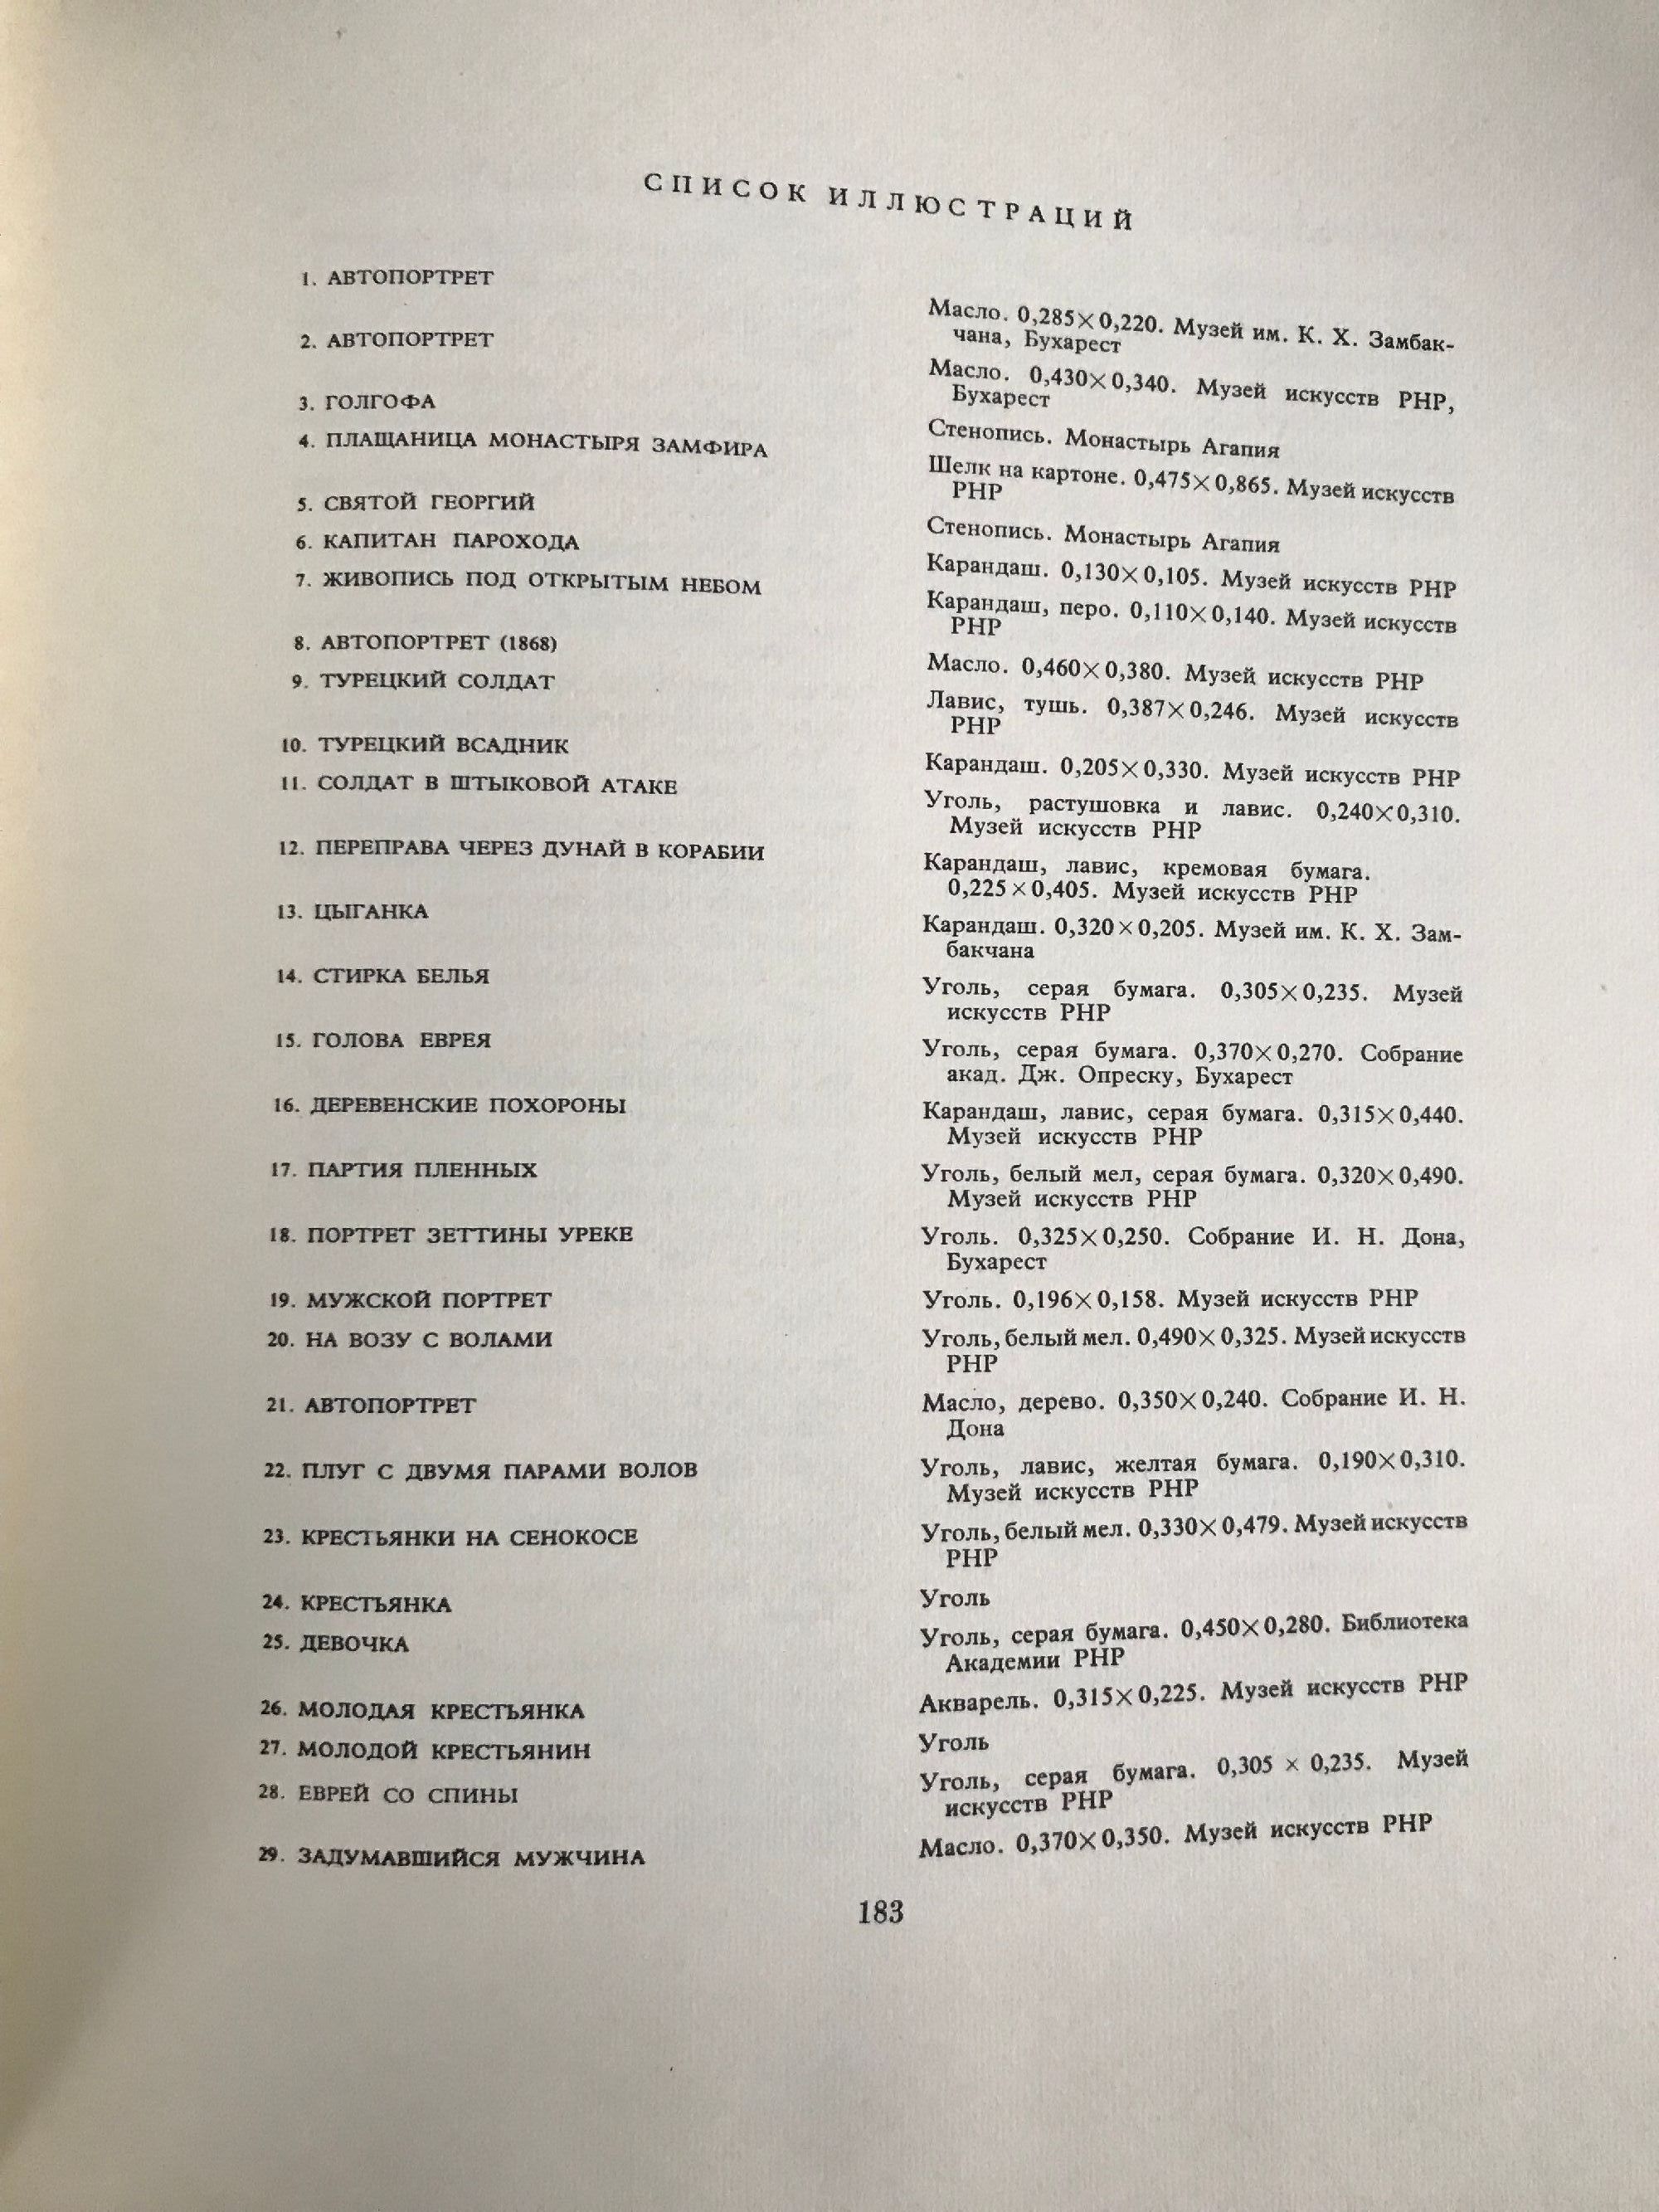 СПИСОК ИЛЛЮСТРАЦИЙ
1. АВТОПОРТРЕТ
Масло. 0,285×0,220. Музей им. К. Х. Замбак-
чана, Бухарест
2. АВТОПОРТРЕТ
Масло. 0,430×0,340. Музей искусств РНР,
Бухарест
3. ГОЛГОФА
Стенопись. Монастырь Агапия
4. ПЛАЩАНИЦА МОНАСТЫРЯ ЗАМФИРА
Шелк на картоне. 0,475×0,865. Музей искусств
РНР
5. СВЯТОЙ ГЕОРГИЙ
Стенопись. Монастырь Агапия
6. КАПИТАН ПАРОХОДА
Карандаш. 0,130×0,105. Музей искусств РНР
7. ЖИВОПИСЬ ПОД ОТКРЫТЫМ НЕБОМ
Карандаш, перо. 0,110×0,140. Музей искусств
РНР
8. АВТОПОРТРЕТ (1868)
Масло. 0,460×0,380. Музей искусств РНР
9. ТУРЕЦКИЙ СОЛДАТ
Лавис, тушь. 0,387×0,246. Музей искусств
РНР
10. ТУРЕЦКИЙ ВСАДНИК
Карандаш. 0,205×0,330. Музей искусств РНР
11. СОЛДАТ В ШТЫКОВОЙ АТАКЕ
Уголь, растушовка и лавис. 0,240×0,310.
Музей искусств РНР
12. ПЕРЕПРАВА ЧЕРЕЗ ДУНАЙ В КОРАБИИ
Карандаш, лавис, кремовая бумага.
0,225×0,405. Музей искусств РНР
13. ЦЫГАНКА
Карандаш. 0,320×0,205. Музей им. К. Х. Зам-
бакчана
14. СТИРКА БЕЛЬЯ
Уголь, серая бумага. 0,305×0,235. Музей
искусств РНР
15. ГОЛОВА ЕВРЕЯ
Уголь, серая бумага. 0,370×0,270. Собрание
акад. Дж. Опреску, Бухарест
16. ДЕРЕВЕНСКИЕ ПОХОРОНЫ
Карандаш, лавис, серая бумага. 0,315×0,440.
Музей искусств РНР
17. ПАРТИЯ ПЛЕННЫХ
Уголь, белый мел, серая бумага. 0,320×0,490.
Музей искусств РНР
18. ПОРТРЕТ ЗЕТТИНЫ УРЕКЕ
Уголь. 0,325×0,250. Собрание И. Н. Дона,
Бухарест
19. МУЖСКОЙ ПОРТРЕТ
Уголь. 0,196×0,158. Музей искусств РНР
20. НА ВОЗУ С ВОЛАМИ
Уголь, белый мел. 0,490×0,325. Музей искусств
РНР
21. АВТОПОРТРЕТ
Масло, дерево. 0,350×0,240. Собрание И. Н.
Дона
22. ПЛУГ С ДВУМЯ ПАРАМИ ВОЛОВ
Уголь, лавис, желтая бумага. 0,190×0,310.
Музей искусств РНР
23. КРЕСТЬЯНКИ НА СЕНОКОСЕ
Уголь, белый мел. 0,330×0,479. Музей искусств
РНР
24. КРЕСТЬЯНКА
Уголь
25. ДЕВОЧКА
Уголь, серая бумага. 0,450×0,280. Библиотека
Академии РНР
26. МОЛОДАЯ КРЕСТЬЯНКА
Акварель. 0,315×0,225. Музей искусств РНР
27. МОЛОДОЙ КРЕСТЬЯНИН
Уголь
28. ЕВРЕЙ СО СПИНЫ
Уголь, серая бумага. 0,305 × 0,235. Музей
искусств РНР
29. ЗАДУМАВШИЙСЯ МУЖЧИНА
Масло. 0,370×0,350. Музей искусств РНР
183